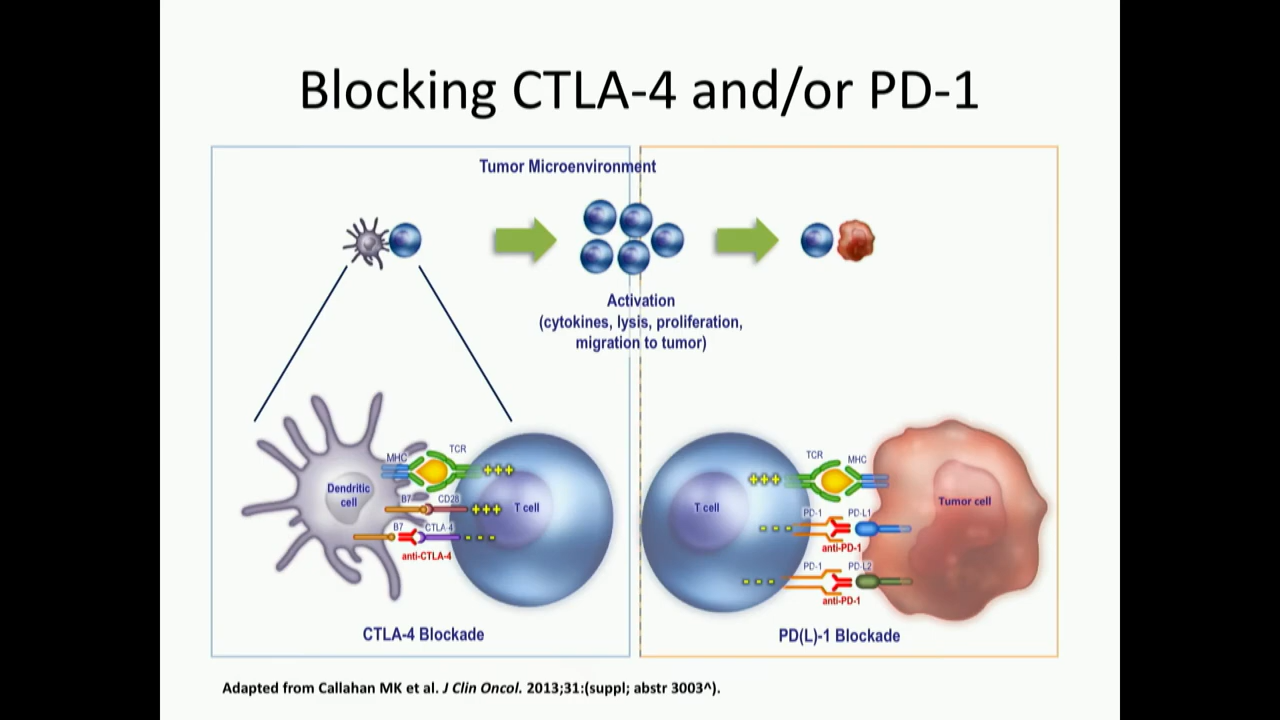 Blocking CTLA-4 and/or PD-1
Tumor Microenvironment
Activation
(cytokines, lysis, proliferation,
migration to tumor)
MHC
TCR
+++
Dendritic
cell
B7
CD28
+++
T cell
B7
CTLA-4
- - -
anti-CTLA-4
CTLA-4 Blockade
TCR
MHC
+++
T cell
Tumor cell
PD-1
PD-L1
- - -
anti-PD-1
PD-1
PD-L2
- - -
anti-PD-1
PD(L)-1 Blockade
Adapted from Callahan MK et al. J Clin Oncol. 2013;31:(suppl; abstr 3003^).